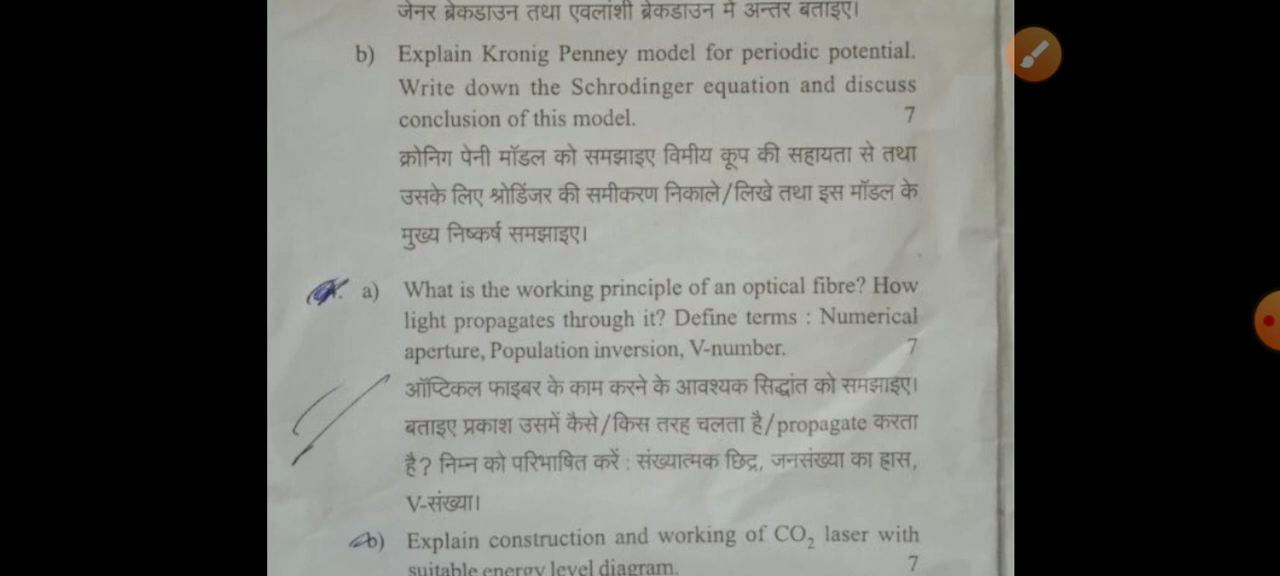 जेनर ब्रेकडाउन तथा एवलांशी ब्रेकडाउन में अन्तर बताइए।
b) Explain Kronig Penney model for periodic potential.
Write down the Schrodinger equation and discuss
conclusion of this model. 7
क्रोनिग पेनी मॉडल को समझाइए विमीय कूप की सहायता से तथा
उसके लिए श्रोडिंजर की समीकरण निकाले/लिखे तथा इस मॉडल के
मुख्य निष्कर्ष समझाइए।
a) What is the working principle of an optical fibre? How
light propagates through it? Define terms : Numerical
aperture, Population inversion, V-number. 7
ऑप्टिकल फाइबर के काम करने के आवश्यक सिद्धांत को समझाइए।
बताइए प्रकाश उसमें कैसे/किस तरह चलता है/propagate करता
है? निम्न को परिभाषित करें : संख्यात्मक छिद्र, जनसंख्या का ह्रास,
V-संख्या।
b) Explain construction and working of CO₂ laser with
suitable energy level diagram. 7